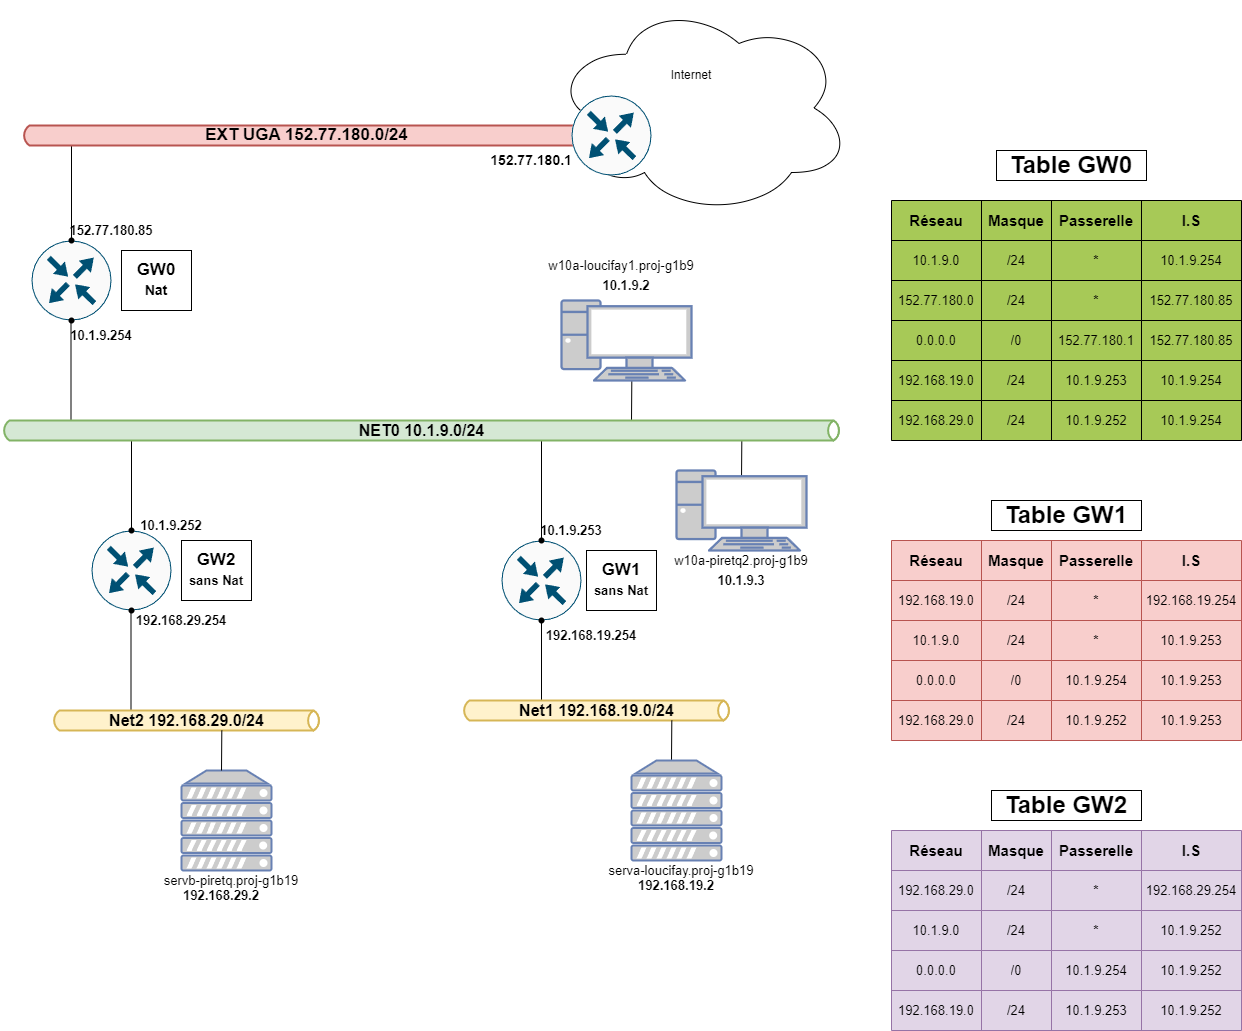 Internet
EXT UGA 152.77.180.0/24
152.77.180.1
152.77.180.85
GW0
Nat
10.1.9.254
w10a-loucifay1.proj-g1b9
10.1.9.2
NET0 10.1.9.0/24
10.1.9.252
GW2
sans Nat
192.168.29.254
10.1.9.253
GW1
sans Nat
192.168.19.254
w10a-piretq2.proj-g1b9
10.1.9.3
Net2 192.168.29.0/24
Net1 192.168.19.0/24
servb-piretq.proj-g1b19
192.168.29.2
serva-loucifay.proj-g1b19
192.168.19.2
Table GW0
Réseau Masque Passerelle I.S
10.1.9.0 /24 * 10.1.9.254
152.77.180.0 /24 * 152.77.180.85
0.0.0.0 /0 152.77.180.1 152.77.180.85
192.168.19.0 /24 10.1.9.253 10.1.9.254
192.168.29.0 /24 10.1.9.252 10.1.9.254
Table GW1
Réseau Masque Passerelle I.S
192.168.19.0 /24 * 192.168.19.254
10.1.9.0 /24 * 10.1.9.253
0.0.0.0 /0 10.1.9.254 10.1.9.253
192.168.29.0 /24 10.1.9.252 10.1.9.253
Table GW2
Réseau Masque Passerelle I.S
192.168.29.0 /24 * 192.168.29.254
10.1.9.0 /24 * 10.1.9.252
0.0.0.0 /0 10.1.9.254 10.1.9.252
192.168.19.0 /24 10.1.9.253 10.1.9.252